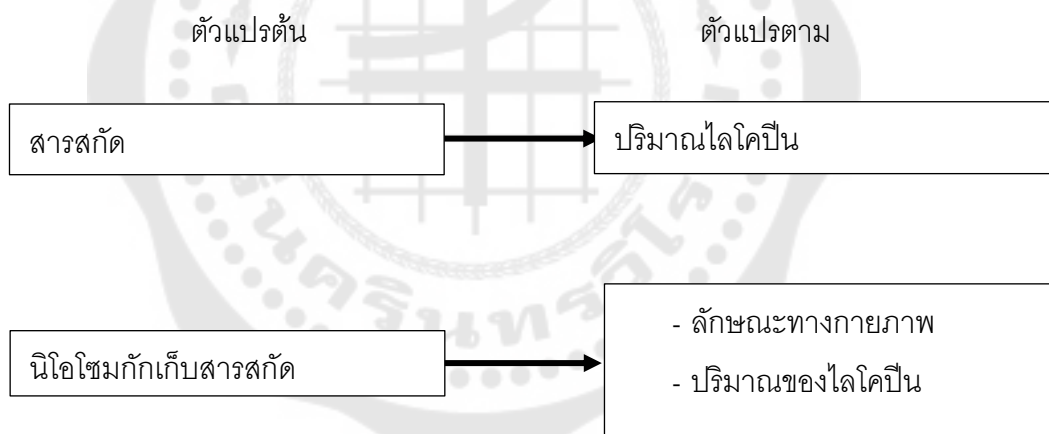 ตัวแปรต้น
ตัวแปรตาม
สารสกัด
ปริมาณไลโคปีน
นิโอโซมกักเก็บสารสกัด
- ลักษณะทางกายภาพ
- ปริมาณของไลโคปีน